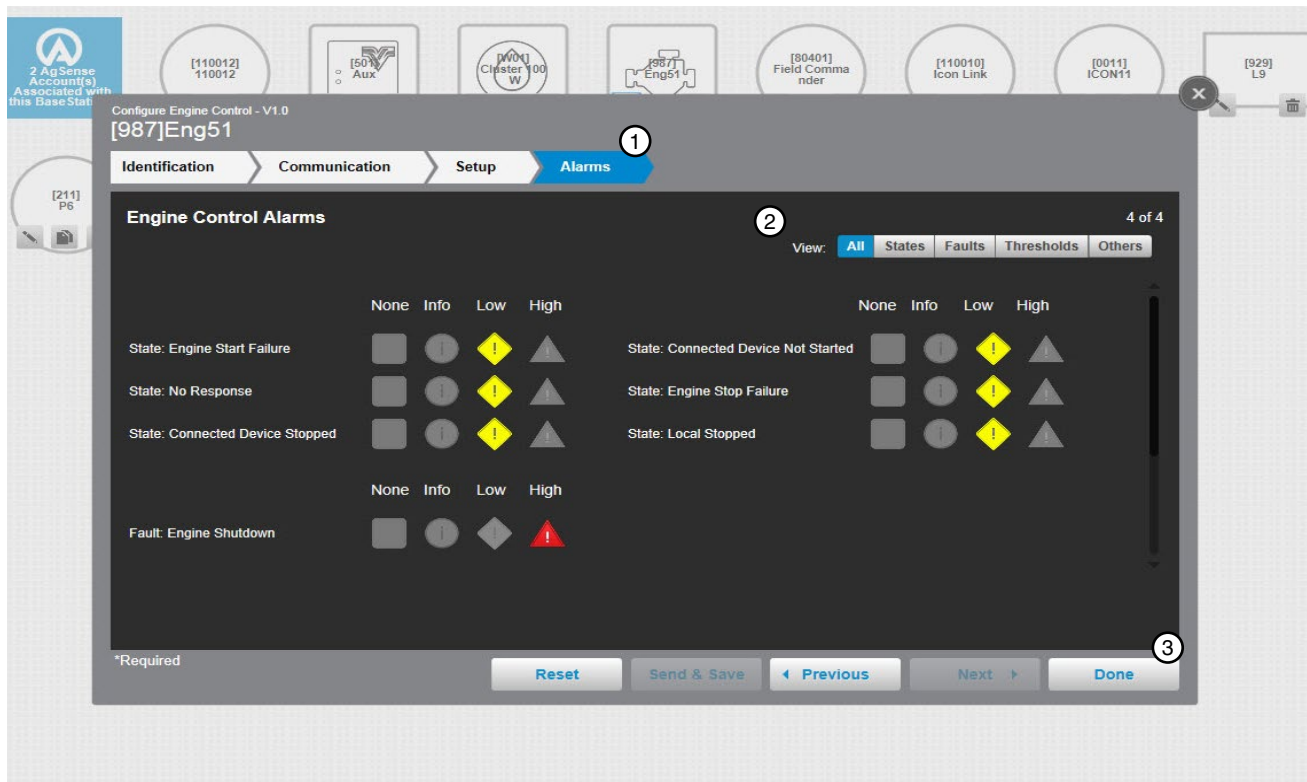 2 AgSense
Account(s)
Associated with
this BaseStati
[110012]
110012
[501]
Aux
[W01]
Cluster 100
W
[987]
Eng51
[80401]
Field Comma
nder
[110010]
Icon Link
[0011]
ICON11
[929]
L9
[211]
P6
Configure Engine Control - V1.0
[987]Eng51
1
Identification Communication Setup Alarms
Engine Control Alarms
4 of 4
2
View: All States Faults Thresholds Others
None Info Low High
None Info Low High
State: Engine Start Failure
State: Connected Device Not Started
State: No Response
State: Engine Stop Failure
State: Connected Device Stopped
State: Local Stopped
None Info Low High
Fault: Engine Shutdown
3
*Required
Reset Send & Save Previous Next Done